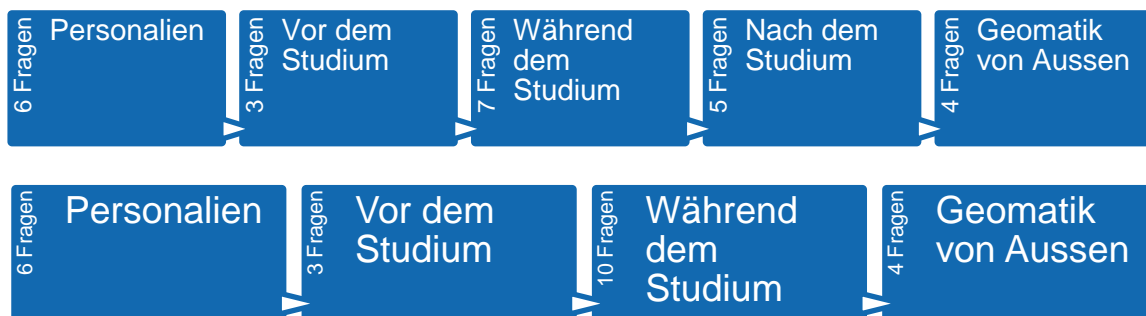 6 Fragen
Personalien
3 Fragen
Vor dem
Studium
7 Fragen
Während
dem
Studium
5 Fragen
Nach dem
Studium
4 Fragen
Geomatik
von Aussen
6 Fragen
Personalien
3 Fragen
Vor dem
Studium
10 Fragen
Während
dem
Studium
4 Fragen
Geomatik
von Aussen